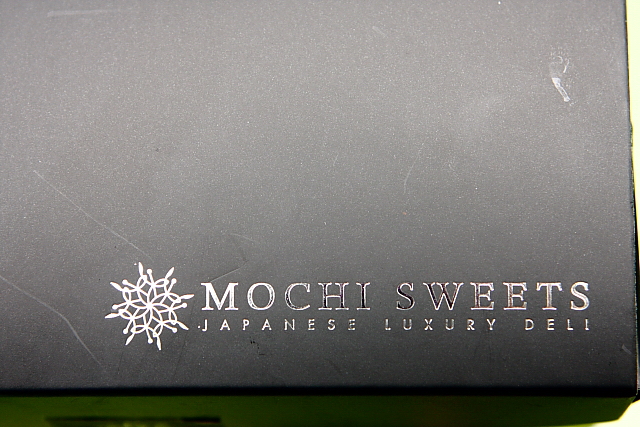 MOCHI SWEETS
JAPANESE LUXURY DELI